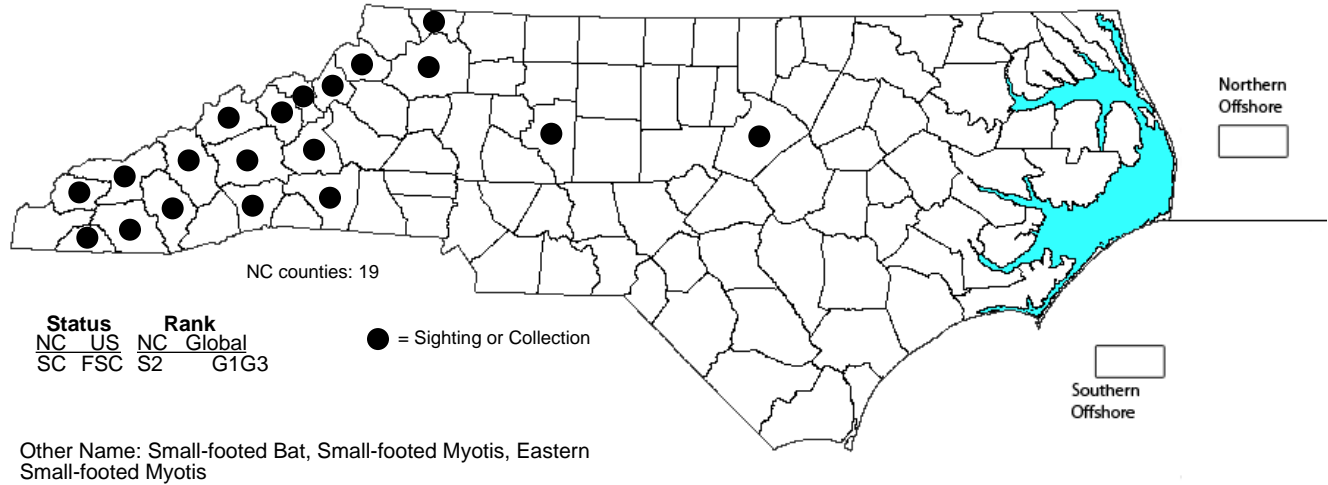 Northern
Offshore
NC counties: 19
Status Rank
NC US NC Global
SC FSC S2 G1G3
= Sighting or Collection
Southern
Offshore
Other Name: Small-footed Bat, Small-footed Myotis, Eastern
Small-footed Myotis